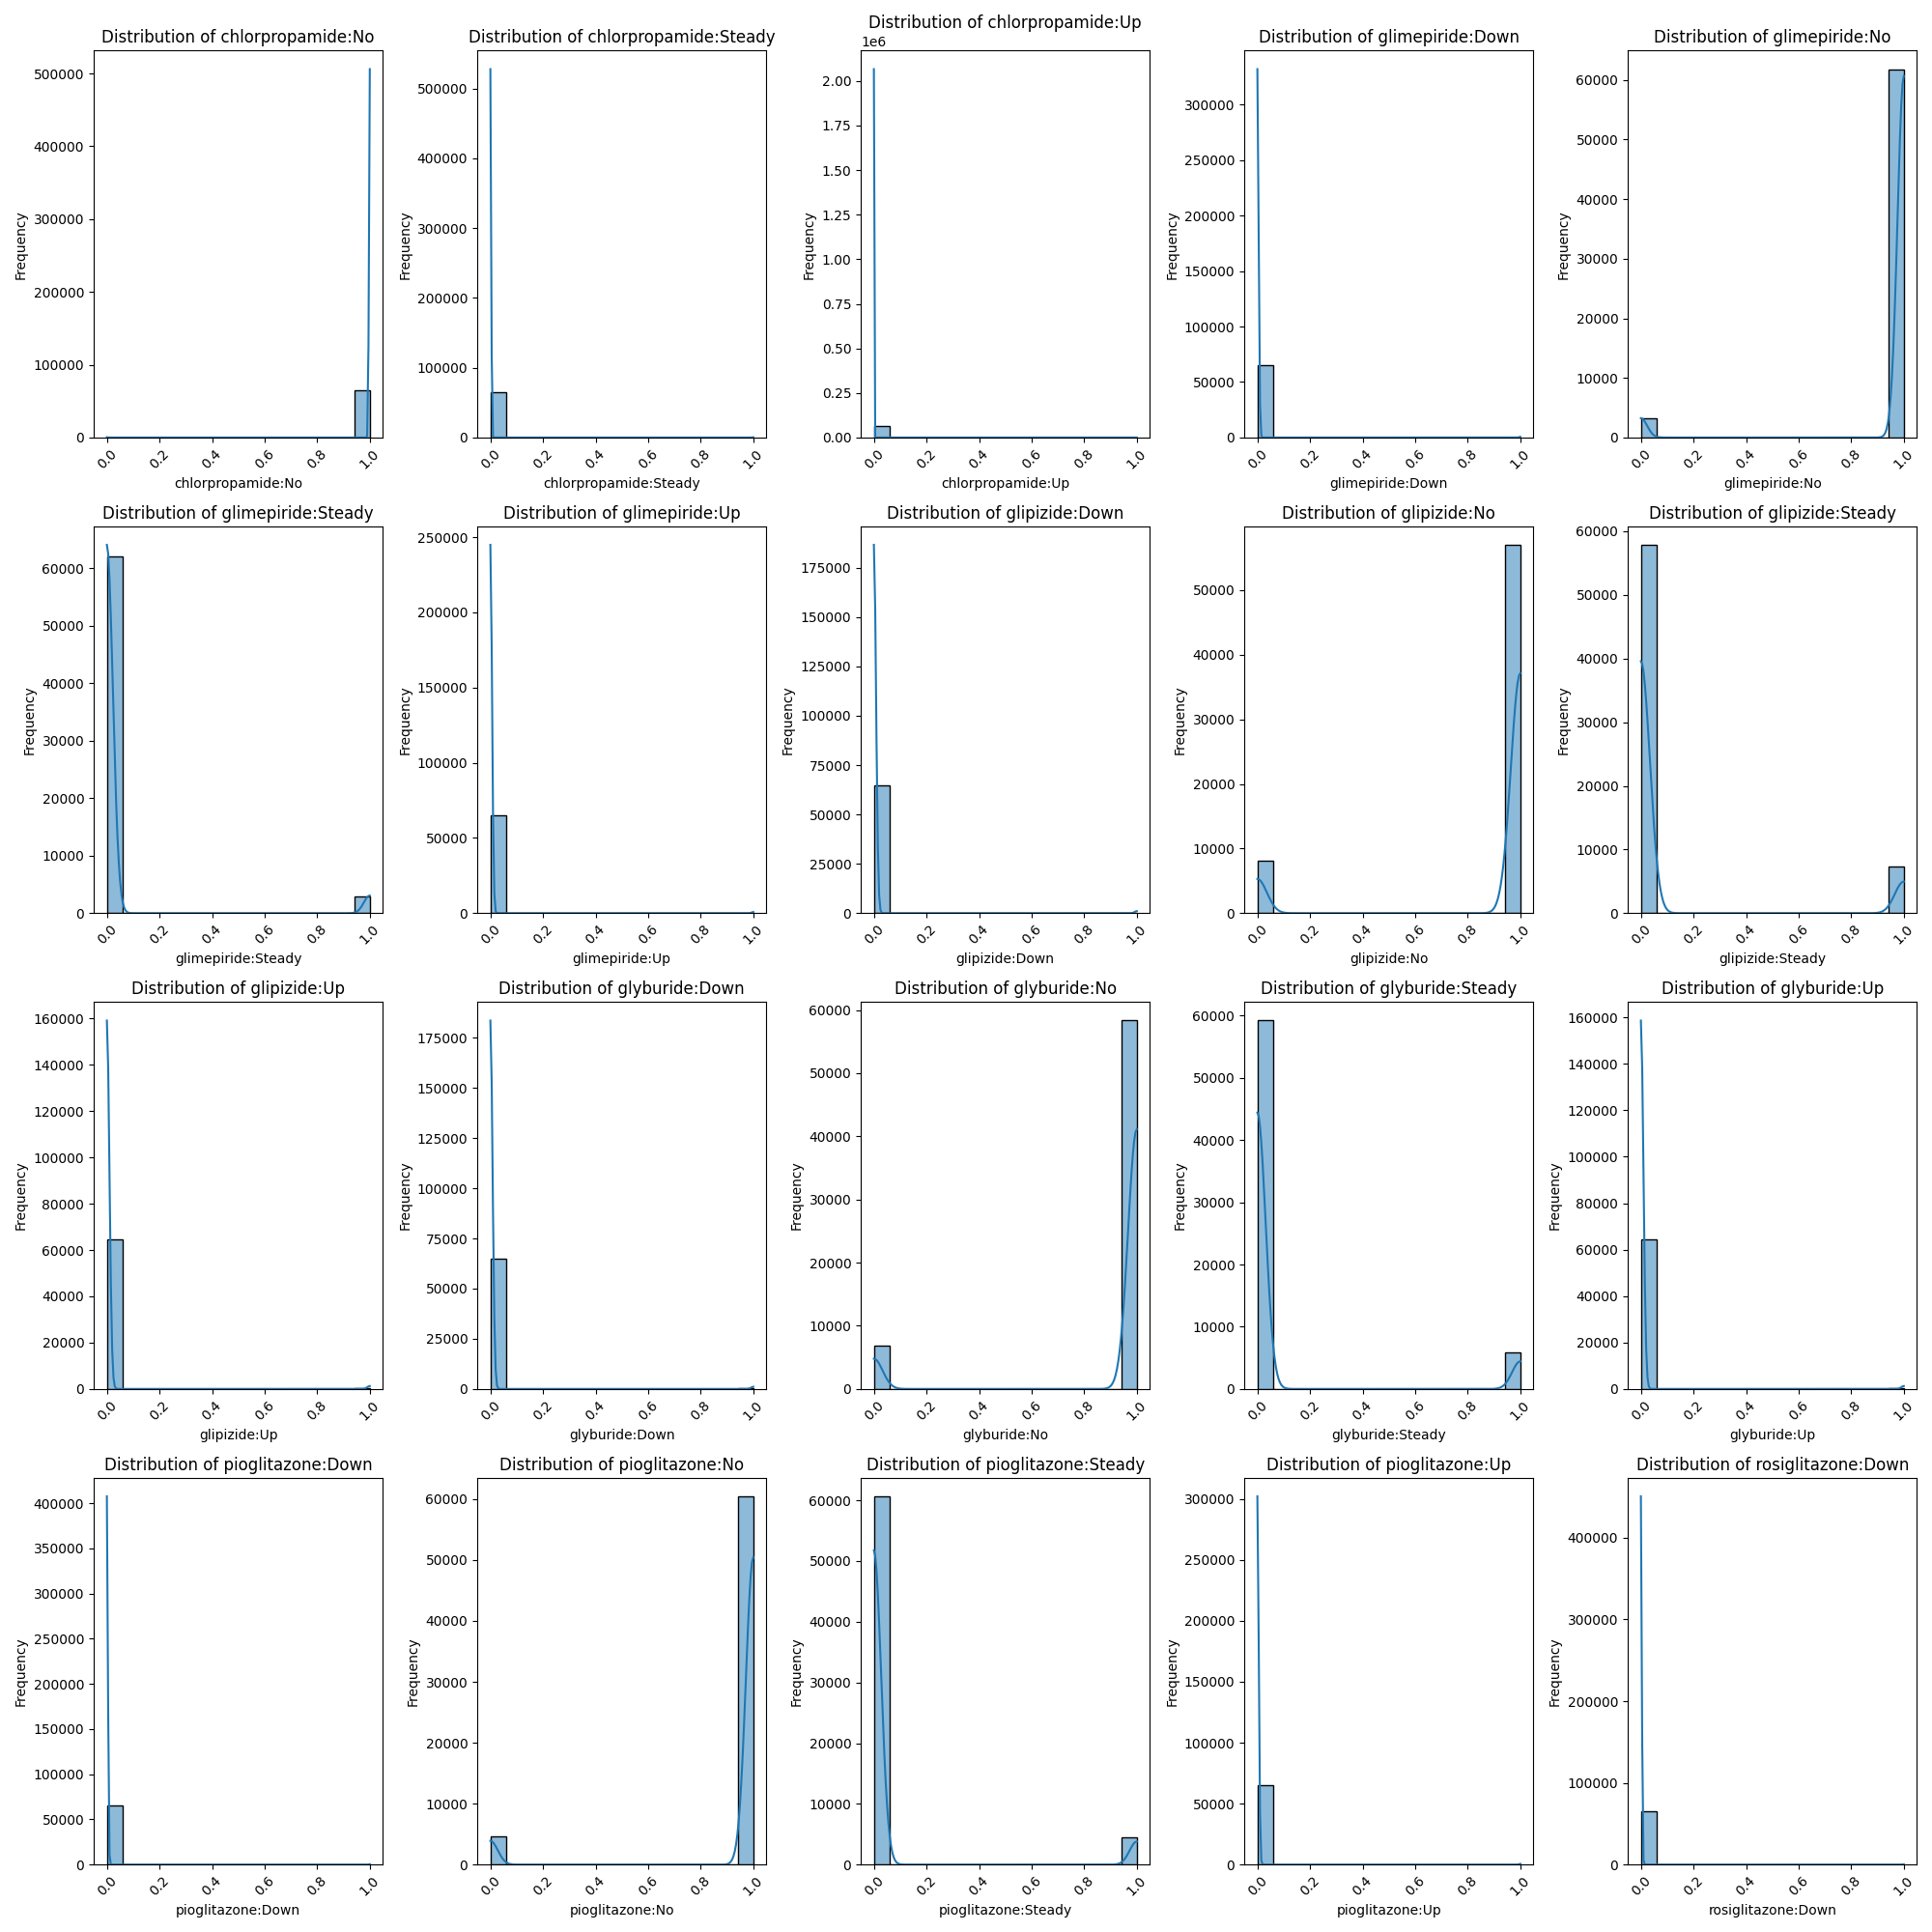 Distribution of chlorpropamide:No
500000
400000
300000
200000
100000
0
Frequency
0.0 0.2 0.4 0.6 0.8 1.0
chlorpropamide:No
Distribution of chlorpropamide:Steady
500000
400000
300000
200000
100000
0
Frequency
0.0 0.2 0.4 0.6 0.8 1.0
chlorpropamide:Steady
Distribution of chlorpropamide:Up
1e6
2.00
1.75
1.50
1.25
1.00
0.75
0.50
0.25
0.00
Frequency
0.0 0.2 0.4 0.6 0.8 1.0
chlorpropamide:Up
Distribution of glimepiride:Down
300000
250000
200000
150000
100000
50000
0
Frequency
0.0 0.2 0.4 0.6 0.8 1.0
glimepiride:Down
Distribution of glimepiride:No
60000
50000
40000
30000
20000
10000
0
Frequency
0.0 0.2 0.4 0.6 0.8 1.0
glimepiride:No
Distribution of glimepiride:Steady
60000
50000
40000
30000
20000
10000
0
Frequency
0.0 0.2 0.4 0.6 0.8 1.0
glimepiride:Steady
Distribution of glimepiride:Up
250000
200000
150000
100000
50000
0
Frequency
0.0 0.2 0.4 0.6 0.8 1.0
glimepiride:Up
Distribution of glipizide:Down
175000
150000
125000
100000
75000
50000
25000
0
Frequency
0.0 0.2 0.4 0.6 0.8 1.0
glipizide:Down
Distribution of glipizide:No
50000
40000
30000
20000
10000
0
Frequency
0.0 0.2 0.4 0.6 0.8 1.0
glipizide:No
Distribution of glipizide:Steady
60000
50000
40000
30000
20000
10000
0
Frequency
0.0 0.2 0.4 0.6 0.8 1.0
glipizide:Steady
Distribution of glipizide:Up
160000
140000
120000
100000
80000
60000
40000
20000
0
Frequency
0.0 0.2 0.4 0.6 0.8 1.0
glipizide:Up
Distribution of glyburide:Down
175000
150000
125000
100000
75000
50000
25000
0
Frequency
0.0 0.2 0.4 0.6 0.8 1.0
glyburide:Down
Distribution of glyburide:No
60000
50000
40000
30000
20000
10000
0
Frequency
0.0 0.2 0.4 0.6 0.8 1.0
glyburide:No
Distribution of glyburide:Steady
60000
50000
40000
30000
20000
10000
0
Frequency
0.0 0.2 0.4 0.6 0.8 1.0
glyburide:Steady
Distribution of glyburide:Up
160000
140000
120000
100000
80000
60000
40000
20000
0
Frequency
0.0 0.2 0.4 0.6 0.8 1.0
glyburide:Up
Distribution of pioglitazone:Down
400000
350000
300000
250000
200000
150000
100000
50000
0
Frequency
0.0 0.2 0.4 0.6 0.8 1.0
pioglitazone:Down
Distribution of pioglitazone:No
60000
50000
40000
30000
20000
10000
0
Frequency
0.0 0.2 0.4 0.6 0.8 1.0
pioglitazone:No
Distribution of pioglitazone:Steady
60000
50000
40000
30000
20000
10000
0
Frequency
0.0 0.2 0.4 0.6 0.8 1.0
pioglitazone:Steady
Distribution of pioglitazone:Up
300000
250000
200000
150000
100000
50000
0
Frequency
0.0 0.2 0.4 0.6 0.8 1.0
pioglitazone:Up
Distribution of rosiglitazone:Down
400000
300000
200000
100000
0
Frequency
0.0 0.2 0.4 0.6 0.8 1.0
rosiglitazone:Down